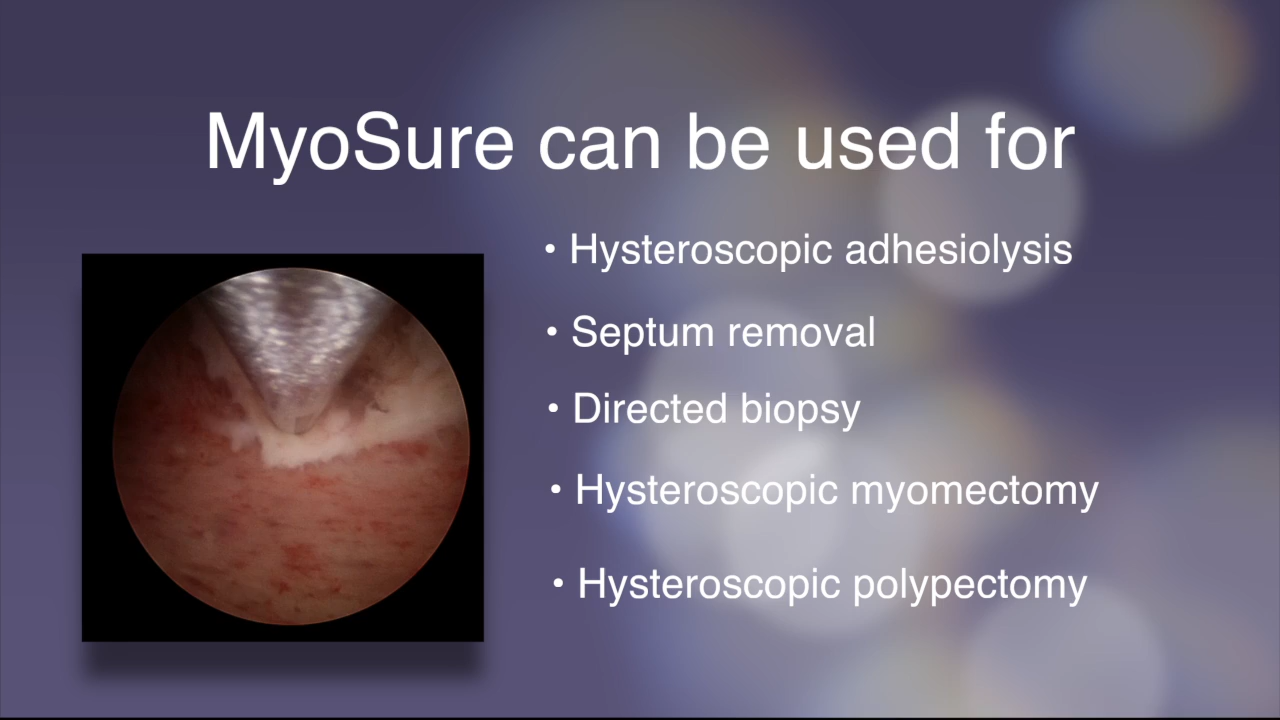 MyoSure can be used for
• Hysteroscopic adhesiolysis
• Septum removal
• Directed biopsy
• Hysteroscopic myomectomy
• Hysteroscopic polypectomy